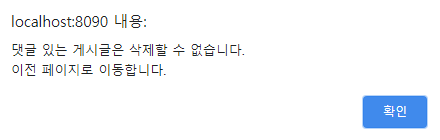 localhost:8090 내용:
댓글 있는 게시글은 삭제할 수 없습니다.
이전 페이지로 이동합니다.
확인